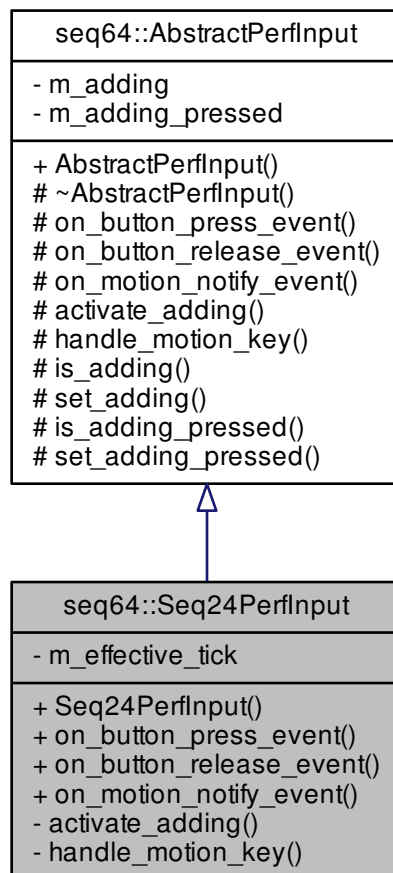 seq64::AbstractPerfInput
- m_adding
- m_adding_pressed
+ AbstractPerfInput()
# ~AbstractPerfInput()
# on_button_press_event()
# on_button_release_event()
# on_motion_notify_event()
# activate_adding()
# handle_motion_key()
# is_adding()
# set_adding()
# is_adding_pressed()
# set_adding_pressed()
seq64::Seq24PerfInput
- m_effective_tick
+ Seq24PerfInput()
+ on_button_press_event()
+ on_button_release_event()
+ on_motion_notify_event()
- activate_adding()
- handle_motion_key()